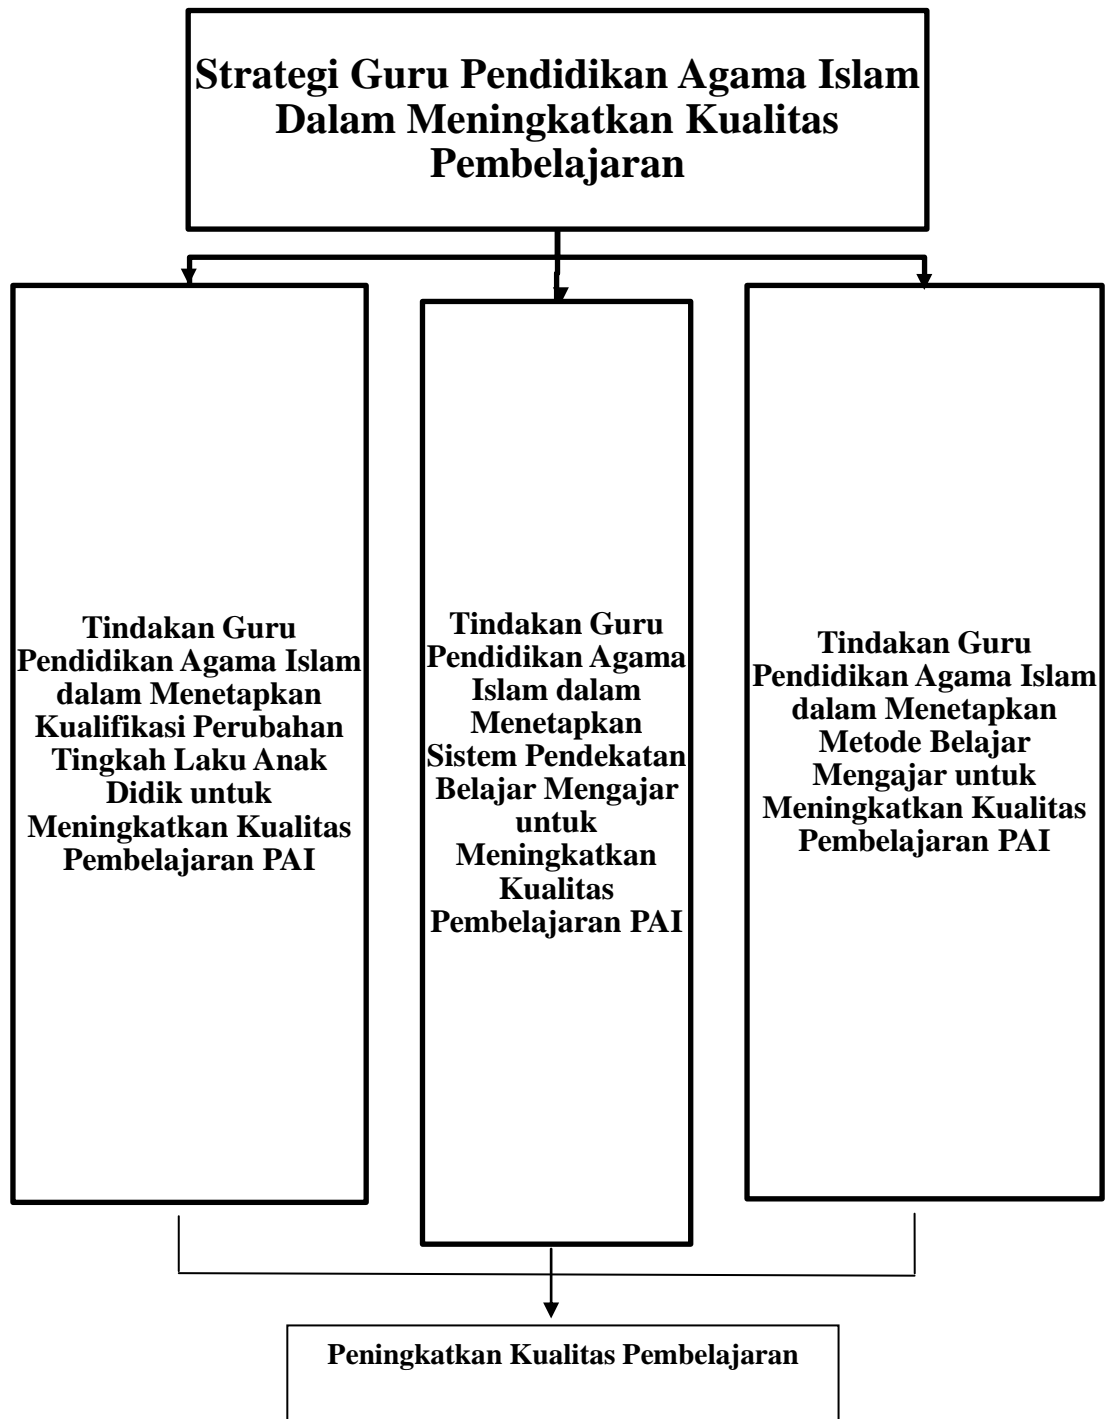 Strategi Guru Pendidikan Agama Islam
Dalam Meningkatkan Kualitas
Pembelajaran
Tindakan Guru
Pendidikan Agama Islam
dalam Menetapkan
Kualifikasi Perubahan
Tingkah Laku Anak
Didik untuk
Meningkatkan Kualitas
Pembelajaran PAI
Tindakan Guru
Pendidikan Agama
Islam dalam
Menetapkan
Sistem Pendekatan
Belajar Mengajar
untuk
Meningkatkan
Kualitas
Pembelajaran PAI
Tindakan Guru
Pendidikan Agama Islam
dalam Menetapkan
Metode Belajar
Mengajar untuk
Meningkatkan Kualitas
Pembelajaran PAI
Peningkatkan Kualitas Pembelajaran